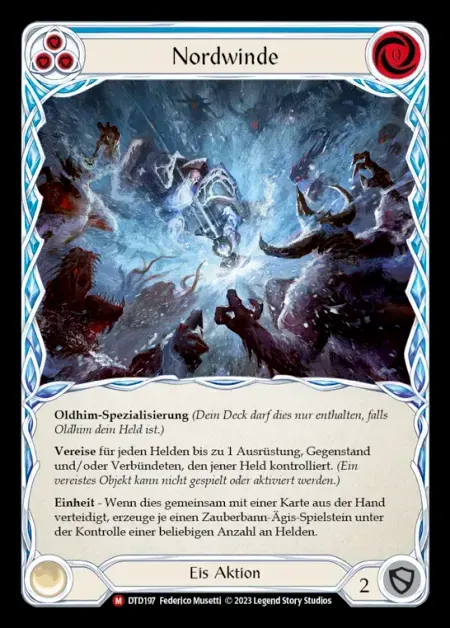 Nordwinde
0
Oldhim-Spezialisierung (Dein Deck darf dies nur enthalten, falls
Oldhim dein Held ist.)
Vereise für jeden Helden bis zu 1 Ausrüstung, Gegenstand
und/oder Verbündeten, den jener Held kontrolliert. (Ein
vereistes Objekt kann nicht gespielt oder aktiviert werden.)
Einheit - Wenn dies gemeinsam mit einer Karte aus der Hand
verteidigt, erzeuge je einen Zauberbann-Ägis-Spielstein unter
der Kontrolle einer beliebigen Anzahl an Helden.
Eis Aktion
2
M DTD197 Federico Musetti © 2023 Legend Story Studios